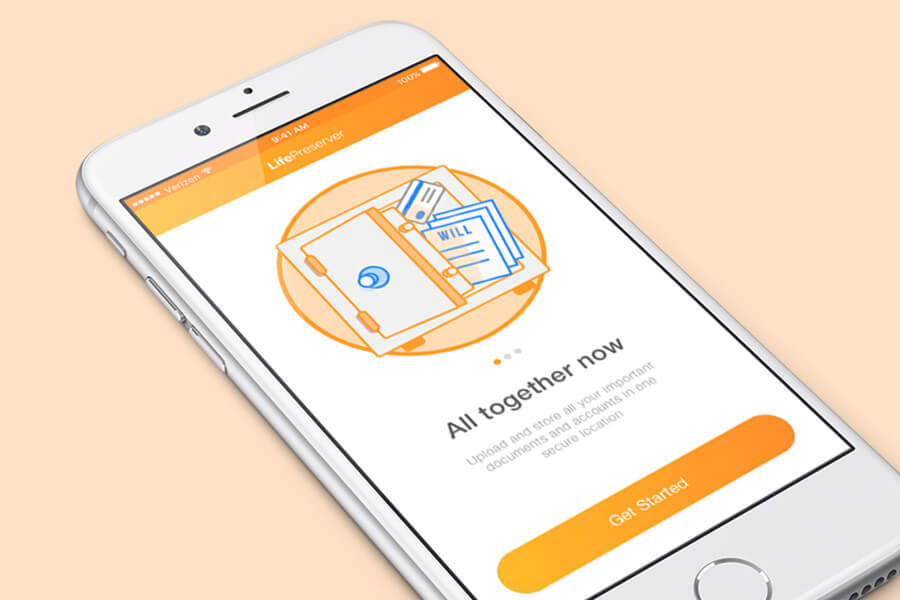 Verizon 9:41 AM 100%
LifePreserver
WILL
All together now
Upload and store all your important
documents and accounts in one
secure location
Get Started